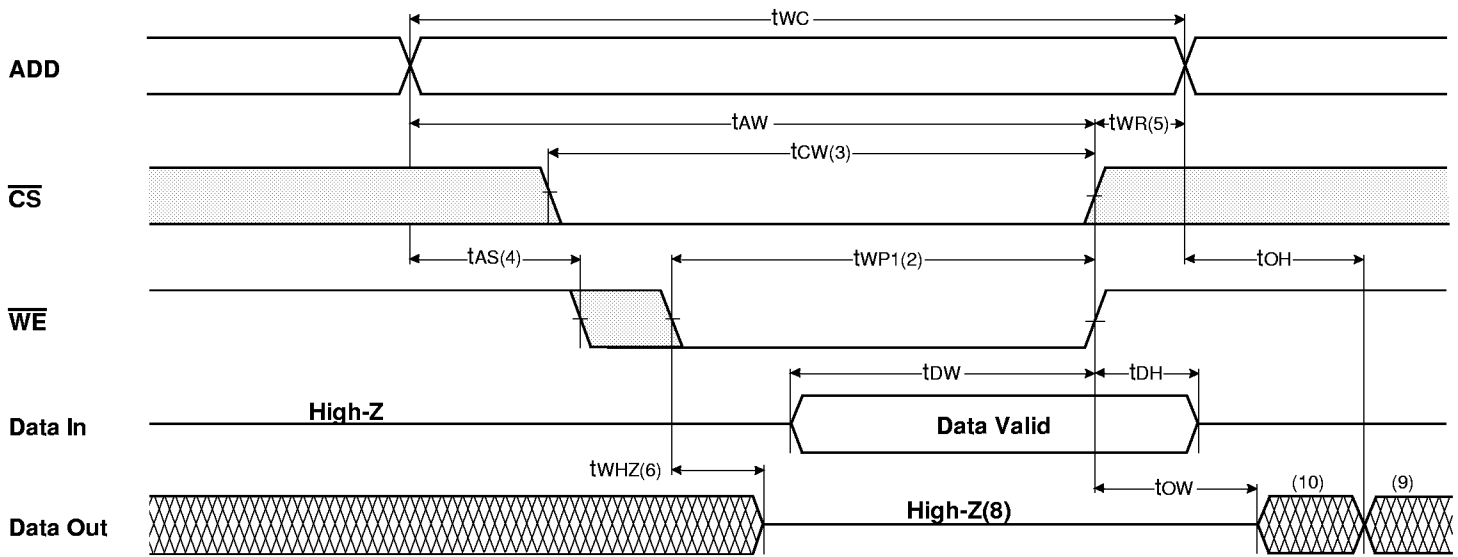 tWC
ADD
tAW
tWR(5)
tCW(3)
CS
tAS(4)
tWP1(2)
tOH
WE
tDW
tDH
High-Z
Data In
Data Valid
tWHZ(6)
tOW
(10)
(9)
High-Z(8)
Data Out